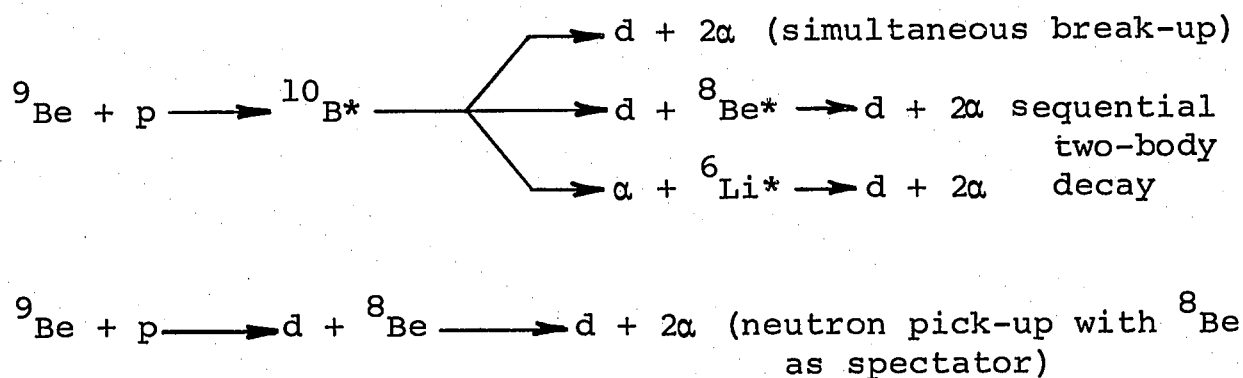 d + 2α (simultaneous break-up)
⁹Be + p ⟶ ¹⁰B* ⟶ d + ⁸Be* ⟶ d + 2α sequential
two-body
α + ⁶Li* ⟶ d + 2α decay
⁹Be + p ⟶ d + ⁸Be ⟶ d + 2α (neutron pick-up with ⁸Be
as spectator)